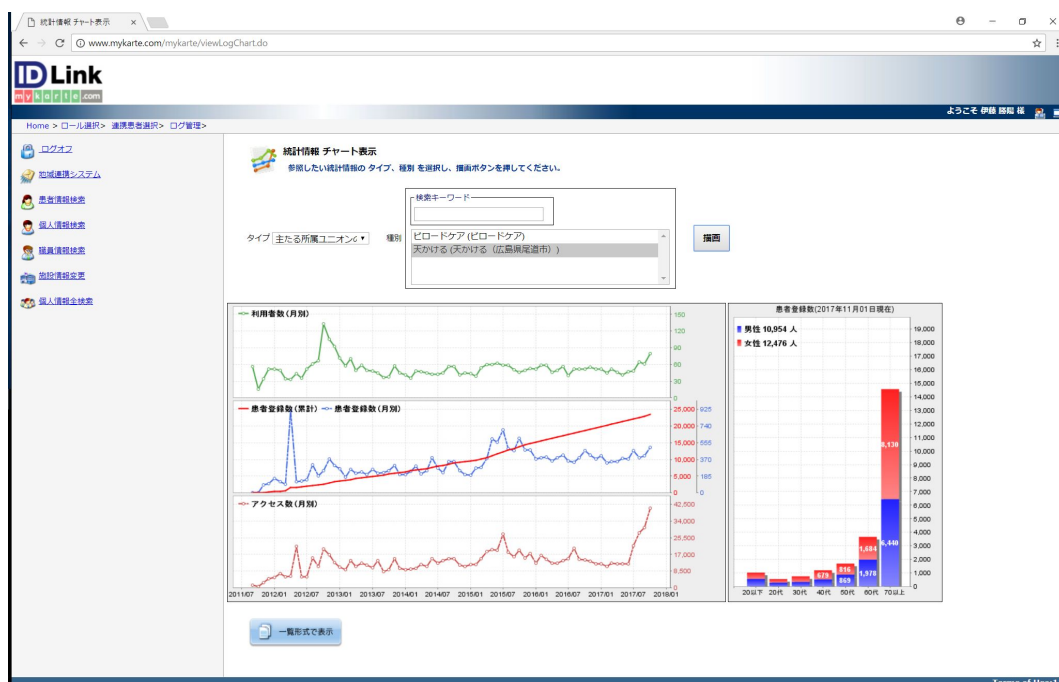 統計情報 チャート表示
www.mykarte.com/mykarte/viewLogChart.do
IDLink
mykarte.com
ようこそ 伊藤 勝陽 様
Home > ロール選択> 連携患者選択> ログ管理>
ログオフ
地域連携システム
患者情報検索
個人情報検索
職員情報検索
施設情報変更
個人情報全検索
統計情報 チャート表示
参照したい統計情報の タイプ、種別 を選択し、描画ボタンを押してください。
検索キーワード
タイプ 主たる所属ユニオン
種別
ピロードケア (ピロードケア)
天かける (天かける（広島県尾道市）)
描画
利用者数(月別)
150
120
90
60
30
0
患者登録数(累計) 患者登録数(月別)
25,000 925
20,000 740
15,000 555
10,000 370
5,000 185
0 0
アクセス数(月別)
42,500
34,000
25,500
17,000
8,500
0
2011/07 2012/01 2012/07 2013/01 2013/07 2014/01 2014/07 2015/01 2015/07 2016/01 2016/07 2017/01 2017/07 2018/01
患者登録数(2017年11月01日現在)
男性 10,954 人
女性 12,476 人
19,000
18,000
17,000
16,000
15,000
14,000
13,000
12,000
11,000
10,000
9,000
8,000
7,000
6,000
5,000
4,000
3,000
2,000
1,000
0
8,130
6,440
1,684
1,978
816
869
679
20以下 20代 30代 40代 50代 60代 70以上
一覧形式で表示